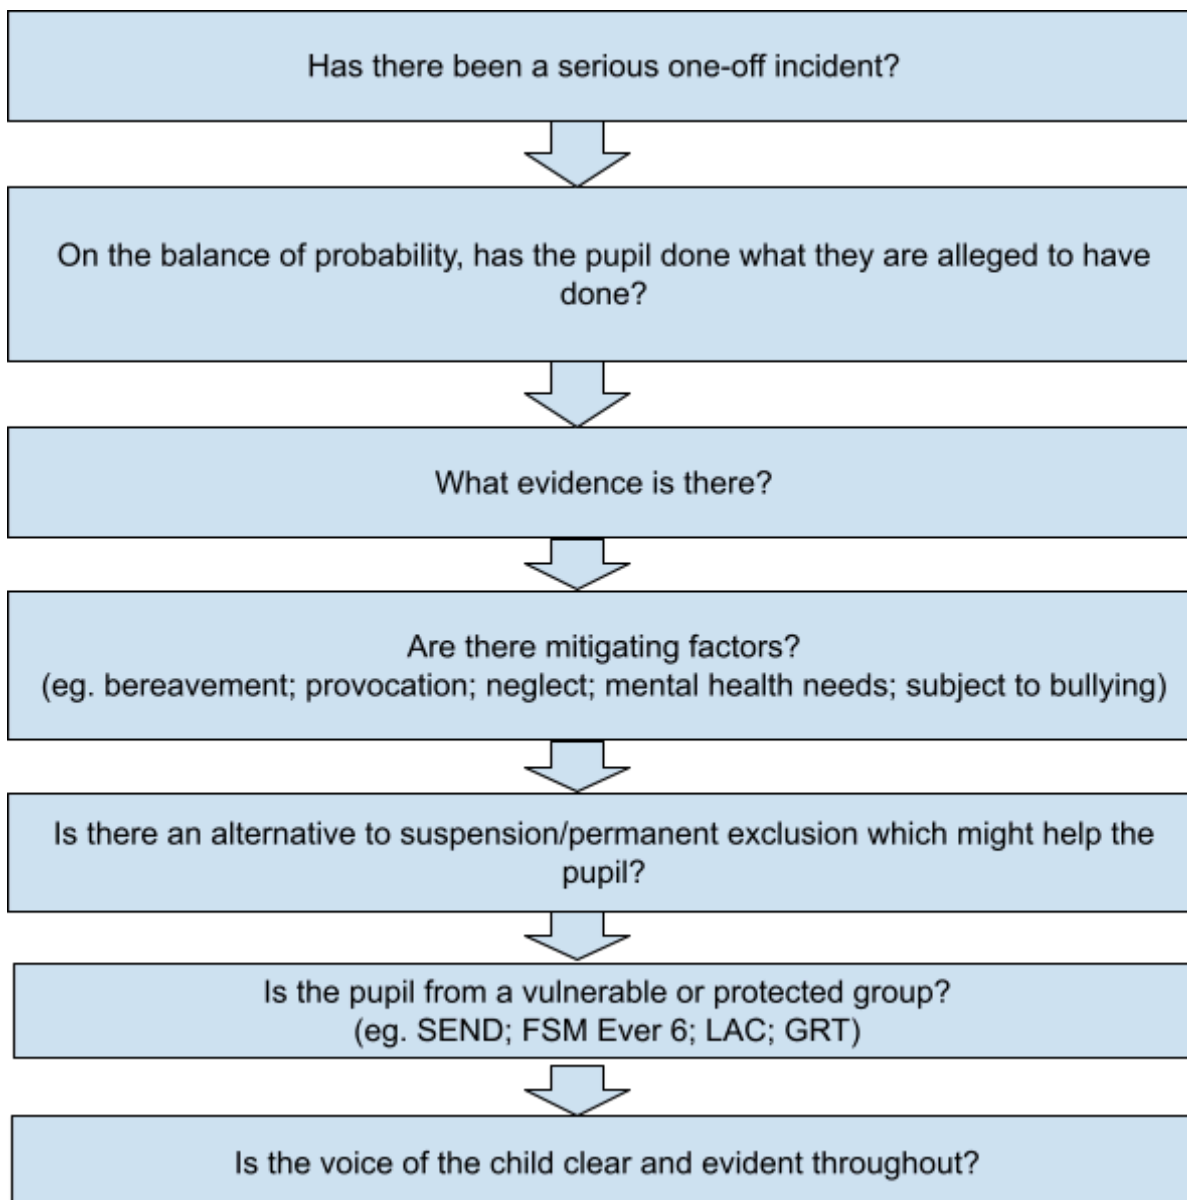 Has there been a serious one-off incident?
On the balance of probability, has the pupil done what they are alleged to have
done?
What evidence is there?
Are there mitigating factors?
(eg. bereavement; provocation; neglect; mental health needs; subject to bullying)
Is there an alternative to suspension/permanent exclusion which might help the
pupil?
Is the pupil from a vulnerable or protected group?
(eg. SEND; FSM Ever 6; LAC; GRT)
Is the voice of the child clear and evident throughout?